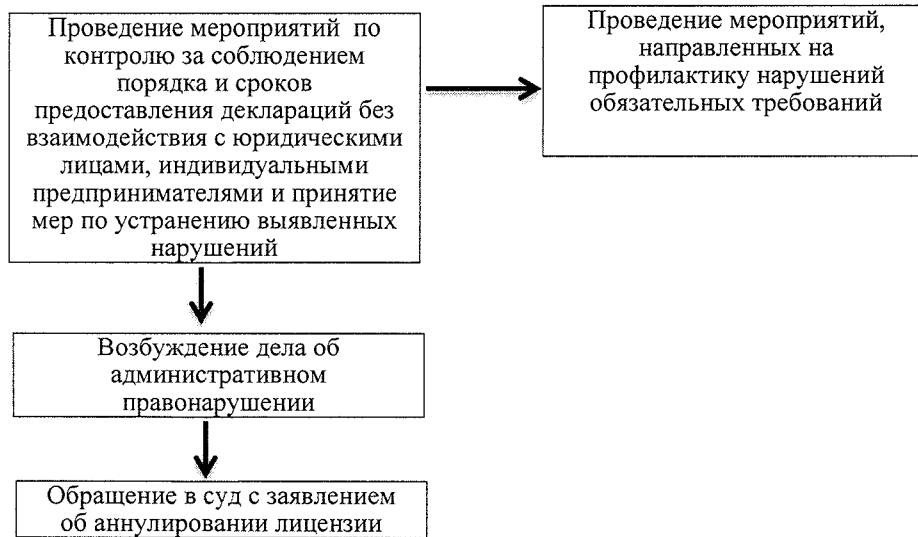 Проведение мероприятий по
контролю за соблюдением
порядка и сроков
предоставления деклараций без
взаимодействия с юридическими
лицами, индивидуальными
предпринимателями и принятие
мер по устранению выявленных
нарушений
Проведение мероприятий,
направленных на
профилактику нарушений
обязательных требований
Возбуждение дела об
административном
правонарушении
Обращение в суд с заявлением
об аннулировании лицензии